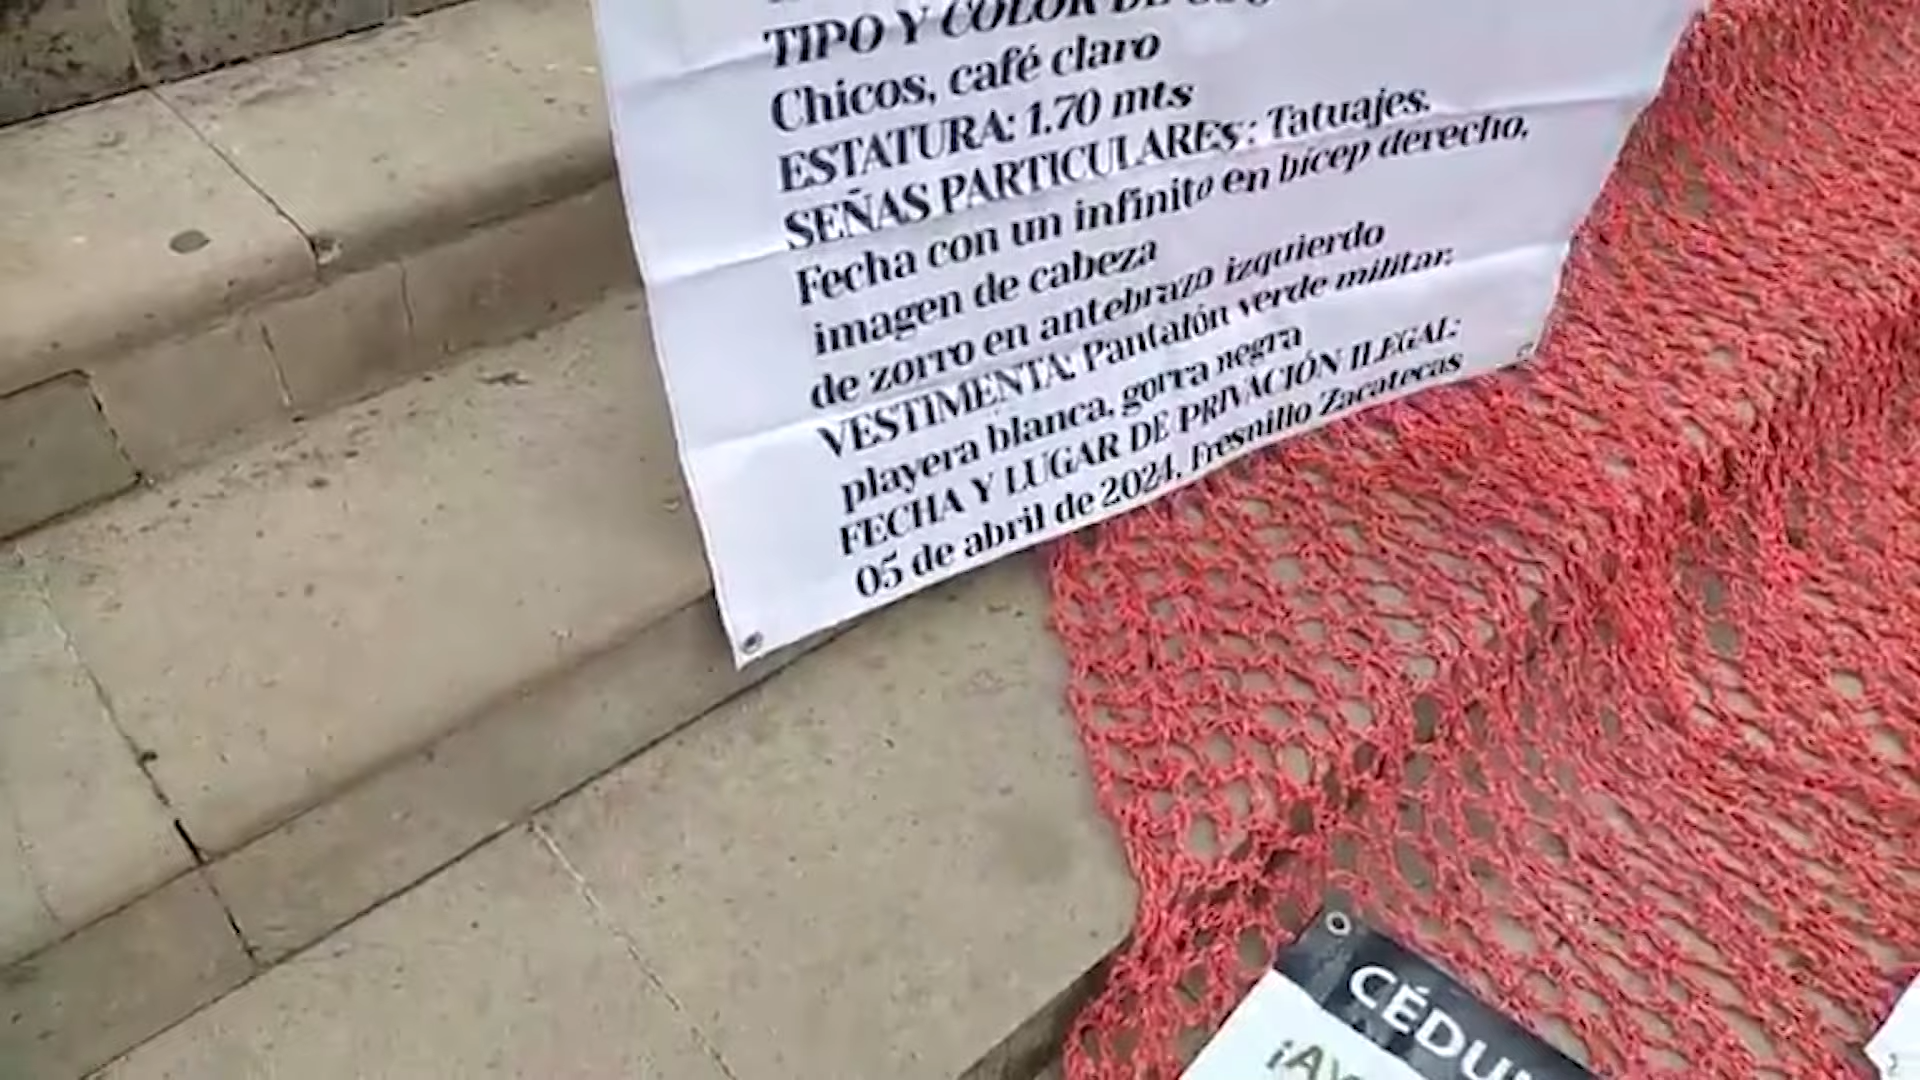 TIPO Y COLOR DE
Chicos, café claro
ESTATURA: 1.70 mts
SEÑAS PARTICULARES: Tatuajes.
Fecha con un infinito en bícep derecho,
imagen de cabeza
de zorro en antebrazo izquierdo
VESTIMENTA: Pantalón verde militar.
playera blanca, gorra negra
FECHA Y LUGAR DE PRIVACIÓN ILEGAL:
05 de abril de 2024, Fresnillo Zacatecas